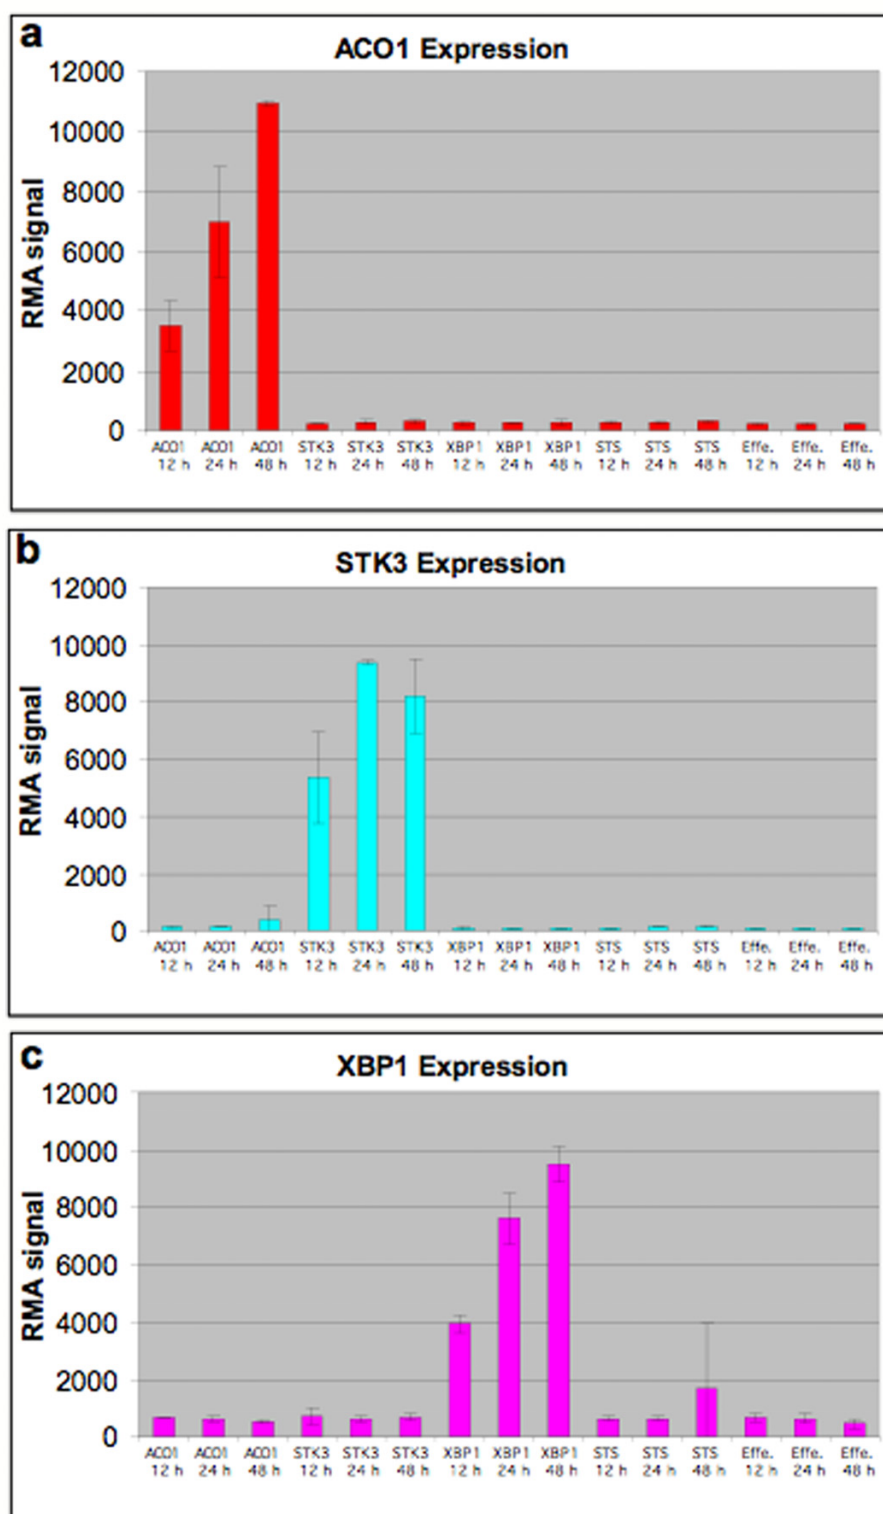 a
ACO1 Expression
12000
10000
8000
6000
4000
2000
0
RMA signal
ACO1 ACO1 ACO1 STK3 STK3 STK3 XBP1 XBP1 XBP1 STS STS STS Effe. Effe. Effe.
12 h 24 h 48 h 12 h 24 h 48 h 12 h 24 h 48 h 12 h 24 h 48 h 12 h 24 h 48 h
b
STK3 Expression
12000
10000
8000
6000
4000
2000
0
RMA signal
ACO1 ACO1 ACO1 STK3 STK3 STK3 XBP1 XBP1 XBP1 STS STS STS Effe. Effe. Effe.
12 h 24 h 48 h 12 h 24 h 48 h 12 h 24 h 48 h 12 h 24 h 48 h 12 h 24 h 48 h
c
XBP1 Expression
12000
10000
8000
6000
4000
2000
0
RMA signal
ACO1 ACO1 ACO1 STK3 STK3 STK3 XBP1 XBP1 XBP1 STS STS STS Effe. Effe. Effe.
12 h 24 h 48 h 12 h 24 h 48 h 12 h 24 h 48 h 12 h 24 h 48 h 12 h 24 h 48 h